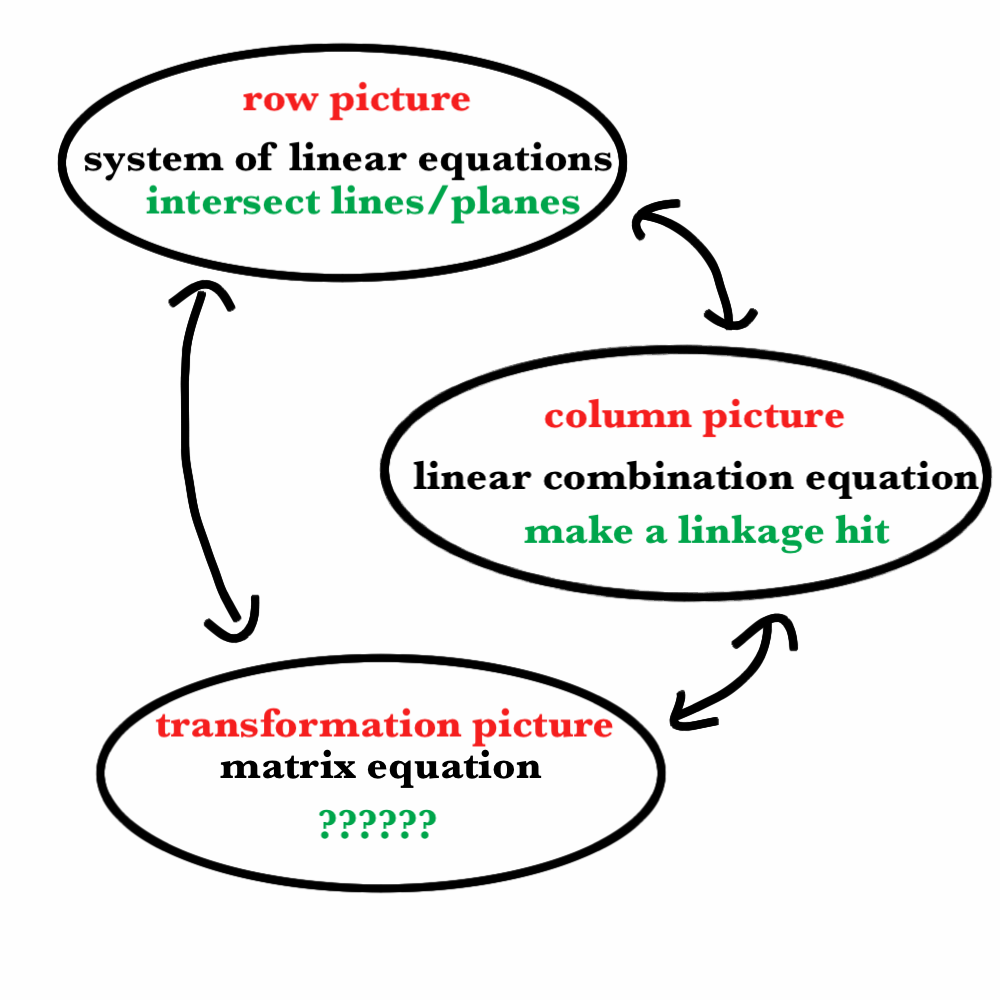 row picture
system of linear equations
intersect lines/planes
column picture
linear combination equation
make a linkage hit
transformation picture
matrix equation
??????